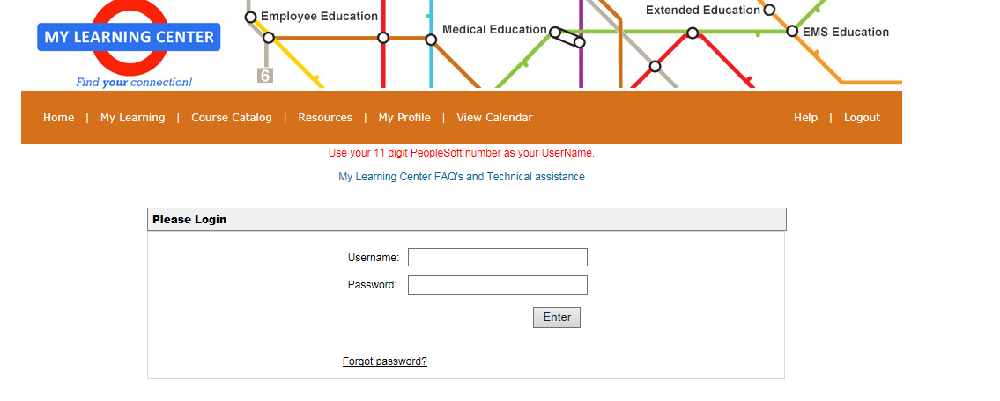 Employee Education
Extended Education
Medical Education
EMS Education
MY LEARNING CENTER
6
Find your connection!
Home | My Learning | Course Catalog | Resources | My Profile | View Calendar
Help | Logout
Use your 11 digit PeopleSoft number as your UserName.
My Learning Center FAQ's and Technical assistance
Please Login
Username:
Password:
Enter
Forgot password?